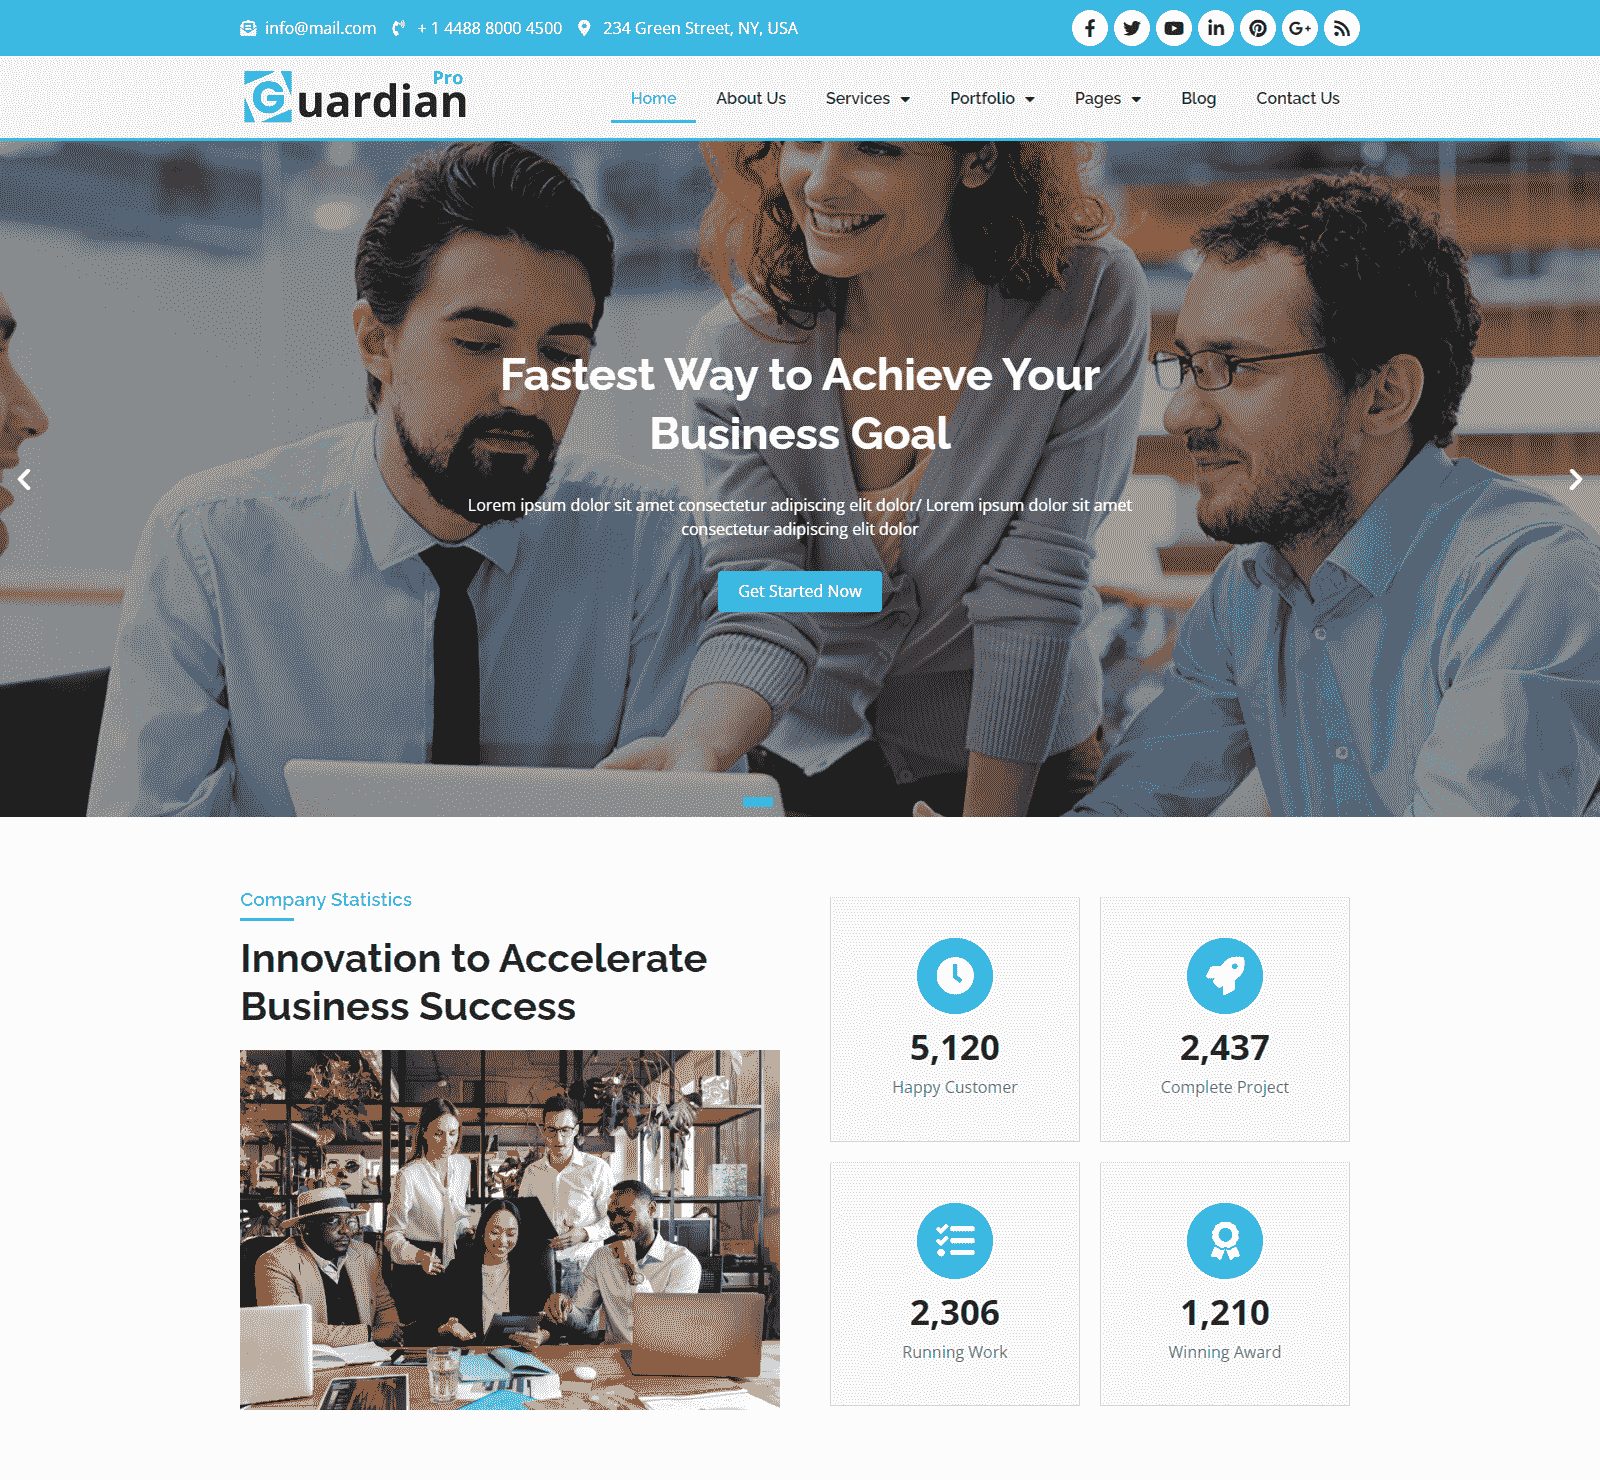 info@mail.com + 1 4488 8000 4500 234 Green Street, NY, USA
Guardian Pro
Home About Us Services Portfolio Pages Blog Contact Us
Fastest Way to Achieve Your
Business Goal
Lorem ipsum dolor sit amet consectetur adipiscing elit dolor/ Lorem ipsum dolor sit amet
consectetur adipiscing elit dolor
Get Started Now
Company Statistics
Innovation to Accelerate
Business Success
5,120
Happy Customer
2,437
Complete Project
2,306
Running Work
1,210
Winning Award